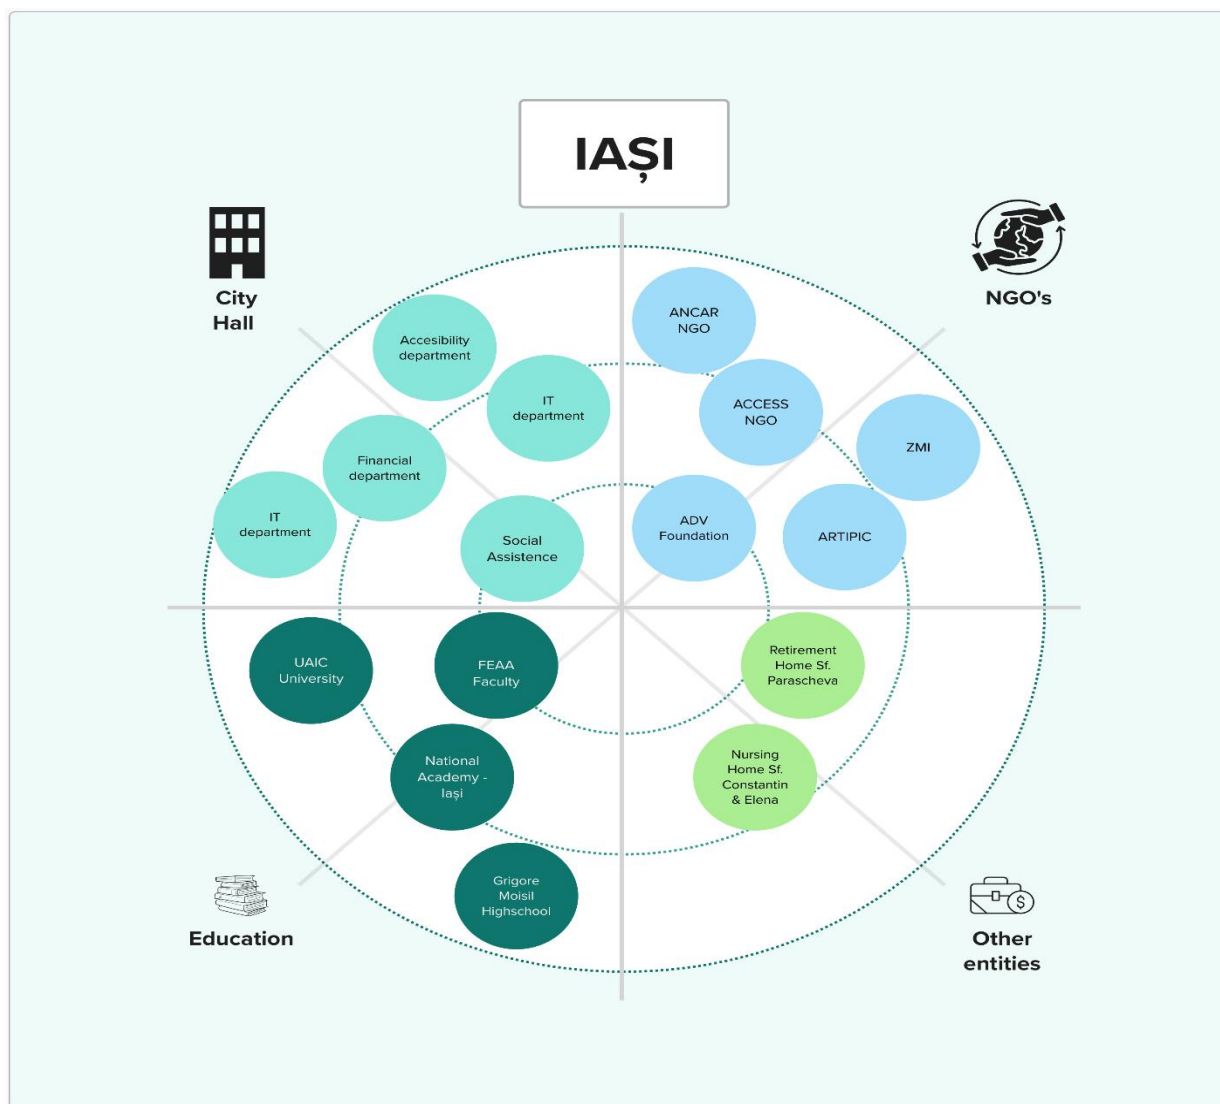 IAȘI
City
Hall
NGO's
Accesibility
department
IT
department
Financial
department
IT
department
Social
Assistence
ANCAR
NGO
ACCESS
NGO
ZMI
ADV
Foundation
ARTIPIC
UAIC
University
FEAA
Faculty
National
Academy -
Iași
Grigore
Moisil
Highschool
Retirement
Home Sf.
Parascheva
Nursing
Home Sf.
Constantin
& Elena
Education
$
Other
entities